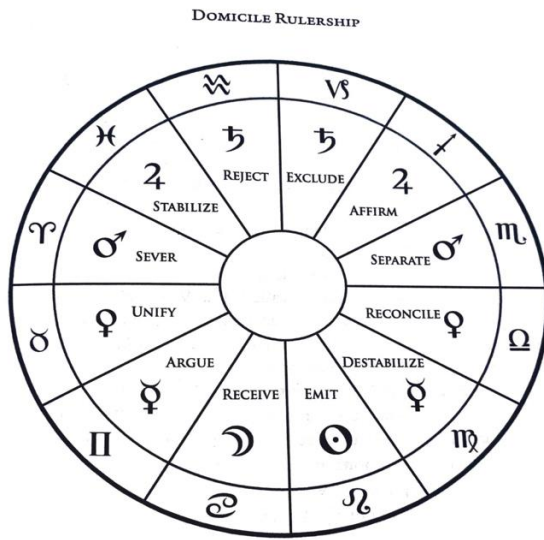 Domicile Rulership
♒ ♑
♓ ♐
♄ ♄
Reject Exclude
♃ ♃
Stabilize Affirm
♈ ♏
♂ ♂
Sever Separate
Unify Reconcile
♀ ♀
♉ ♎
Argue Destabilize
☿ ☿
Receive Emit
☽ ☉
♊ ♍
♋ ♌